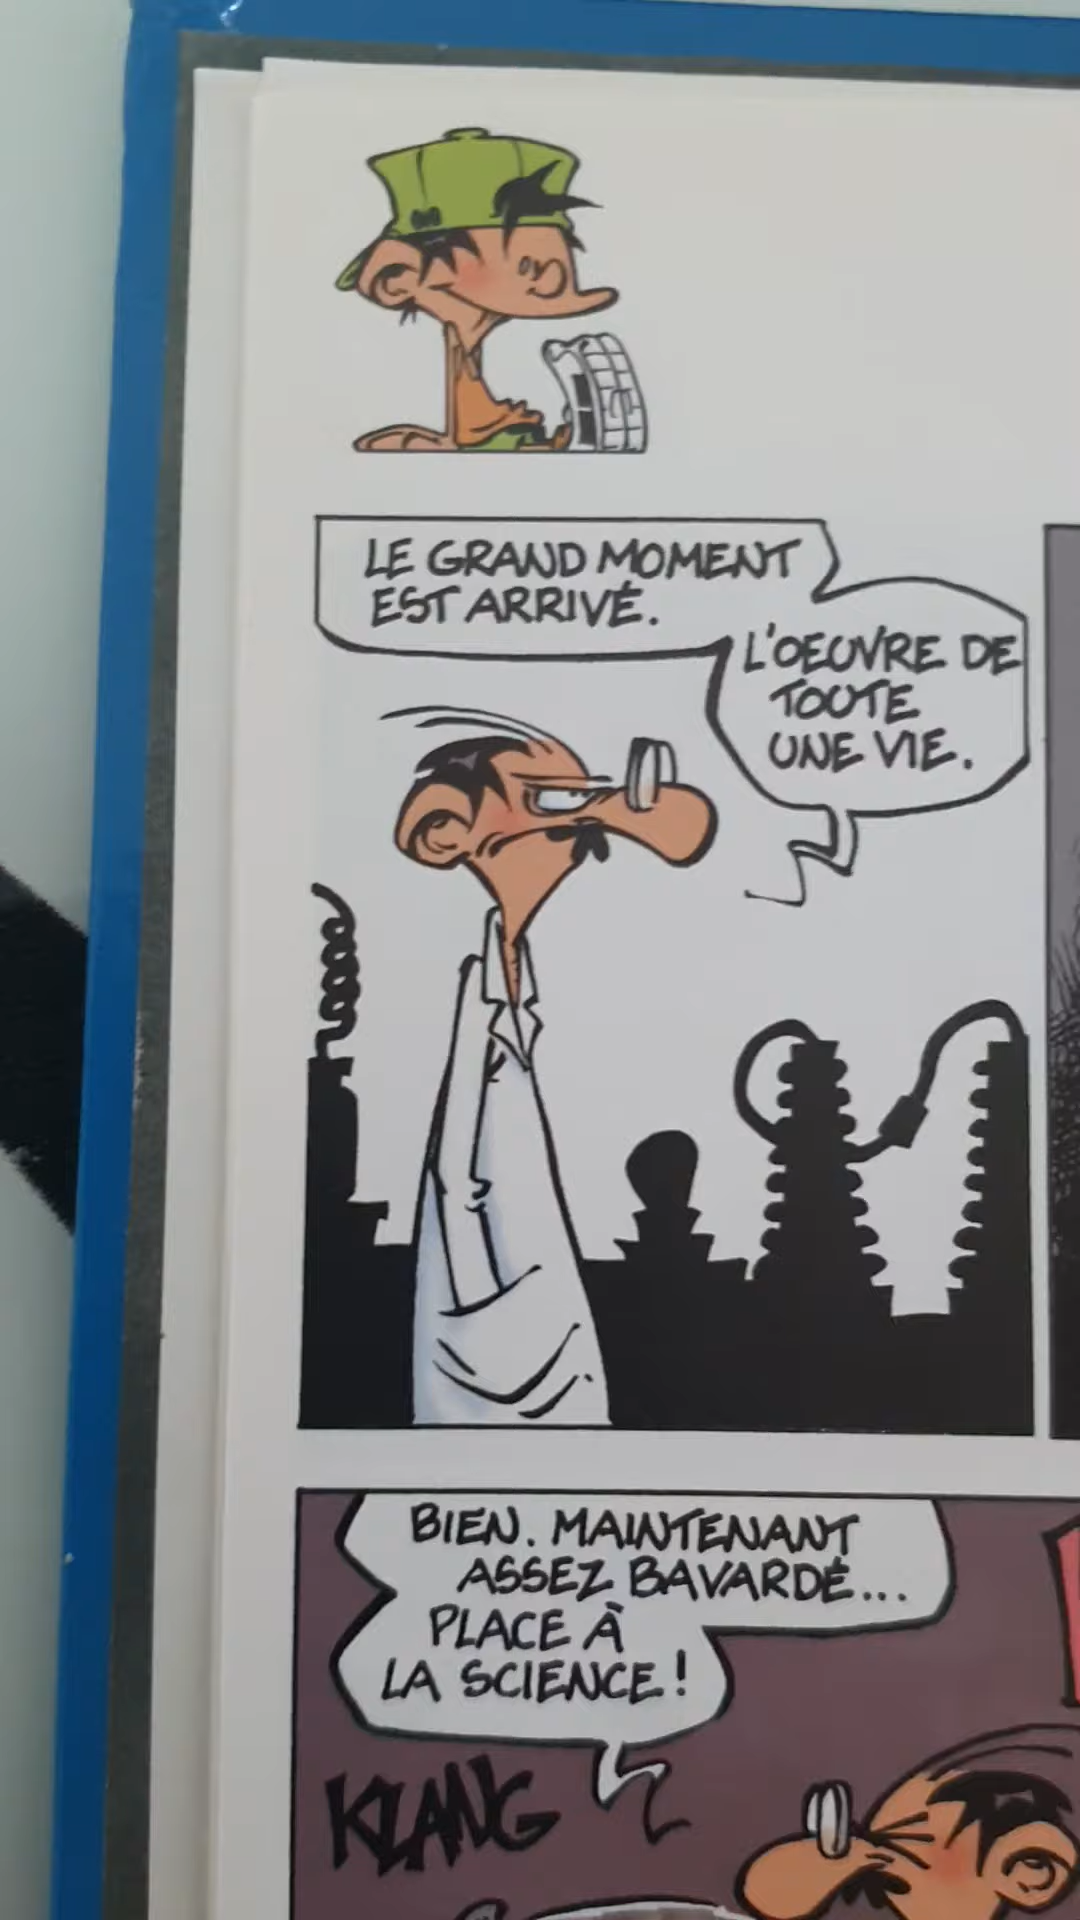 LE GRAND MOMENT
EST ARRIVÉ.
L'OEUVRE DE
TOUTE
UNE VIE.
BIEN. MAINTENANT
ASSEZ BAVARDÉ...
PLACE À
LA SCIENCE !
KLANG